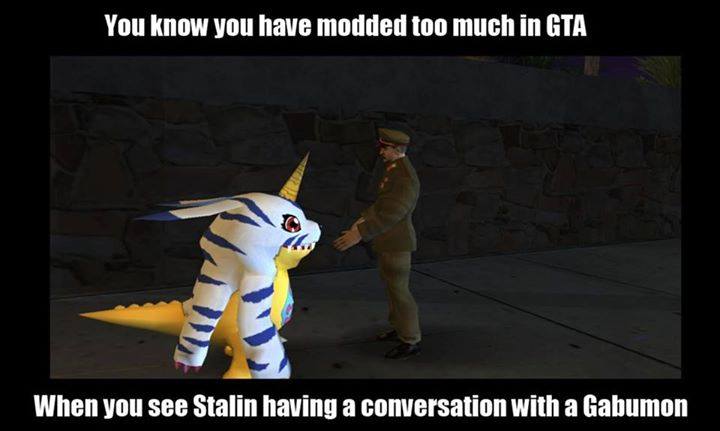 You know you have modded too much in GTA
When you see Stalin having a conversation with a Gabumon